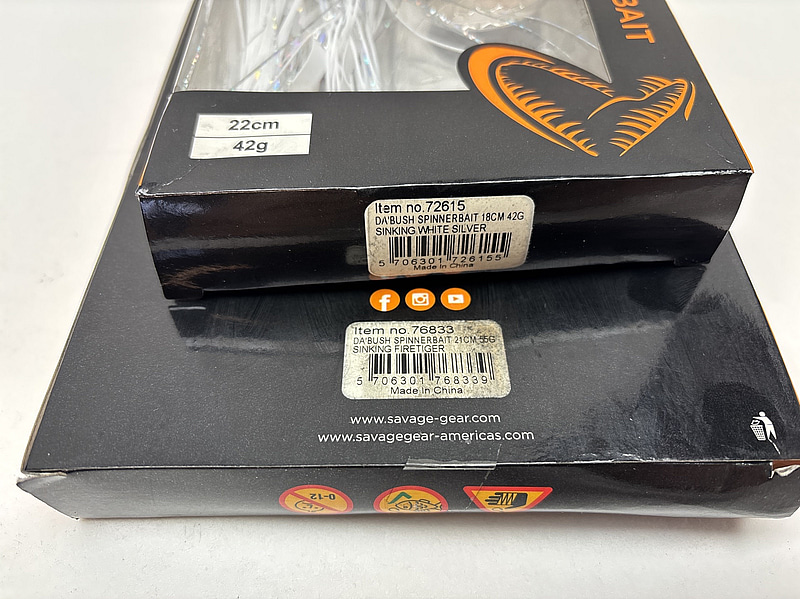 BAIT
22cm
42g
Item no.72615
DA'BUSH SPINNERBAIT 18CM 42G
SINKING WHITE SILVER
5 706301 726155
Made in China
Item no.76833
DA'BUSH SPINNERBAIT 21CM 55G
SINKING FIRETIGER
5 706301 768339
Made in China
www.savage-gear.com
www.savagegear-americas.com
0-12